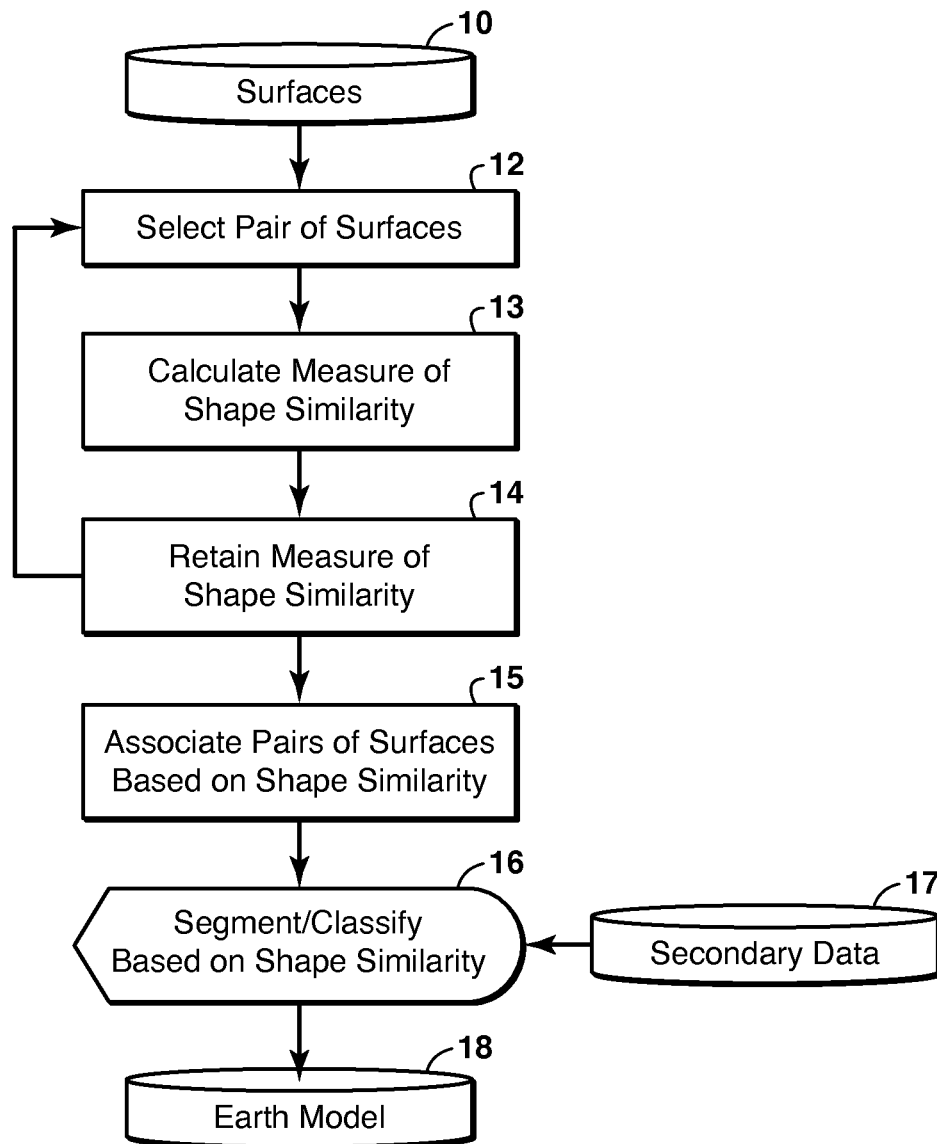 10
Surfaces
12
Select Pair of Surfaces
13
Calculate Measure of
Shape Similarity
14
Retain Measure of
Shape Similarity
15
Associate Pairs of Surfaces
Based on Shape Similarity
16
Segment/Classify
Based on Shape Similarity
17
Secondary Data
18
Earth Model